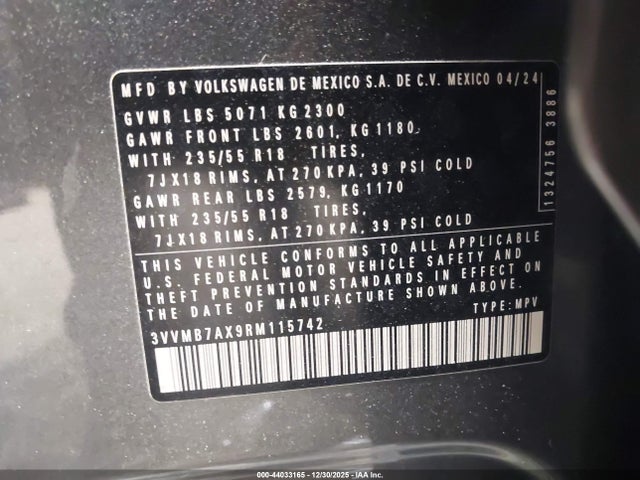 MFD BY VOLKSWAGEN DE MEXICO S.A. DE C.V. MEXICO 04/24
GVWR LBS 5071 KG 2300
GAWR FRONT LBS 2601, KG 1180
WITH 235/55 R18 TIRES,
7JX18 RIMS, AT 270 KPA, 39 PSI COLD
GAWR REAR LBS 2579, KG 1170
WITH 235/55 R18 TIRES,
7JX18 RIMS, AT 270 KPA, 39 PSI COLD
THIS VEHICLE CONFORMS TO ALL APPLICABLE
U.S. FEDERAL MOTOR VEHICLE SAFETY AND
THEFT PREVENTION STANDARDS IN EFFECT ON
THE DATE OF MANUFACTURE SHOWN ABOVE.
3VVMB7AX9RM115742 TYPE: MPV
1324756 3886
000-44033165 - 12/30/2025 - IAA Inc.